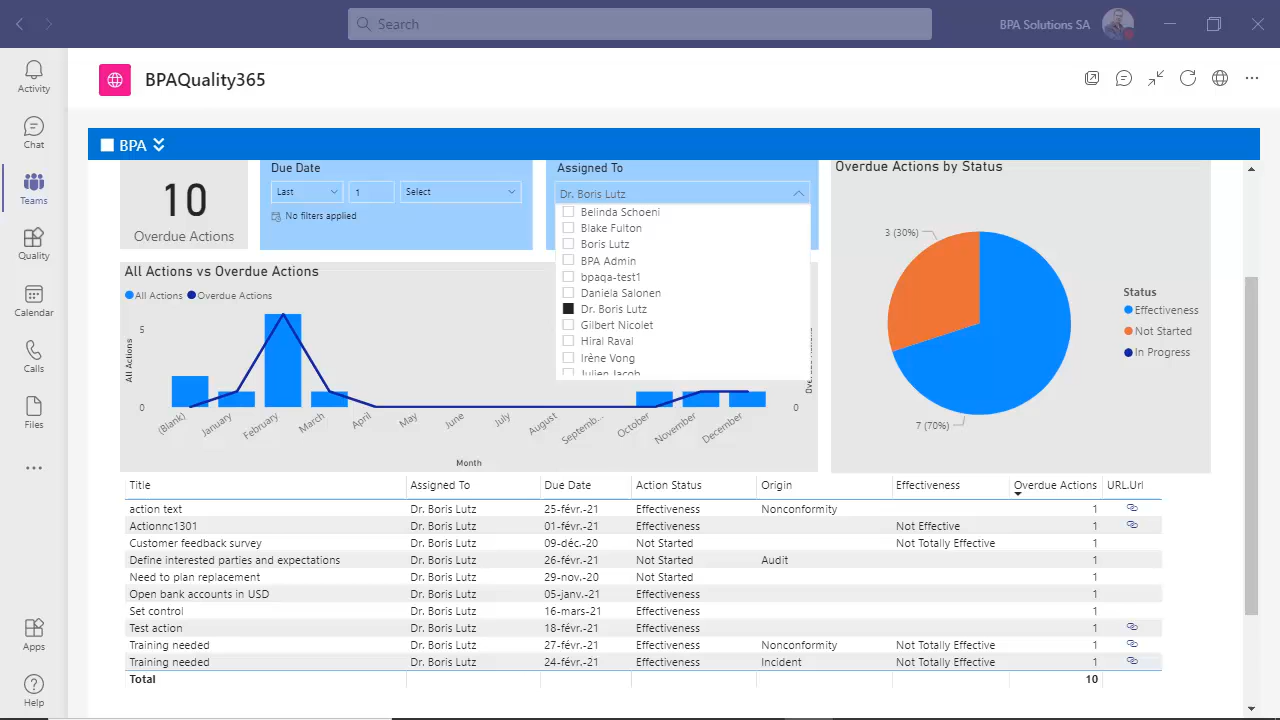 Search
BPA Solutions SA
Activity
Chat
Teams
Quality
Calendar
Calls
Files
Apps
Help
BPAQuality365
BPA
10
Overdue Actions
Due Date
Last
1
Select
No filters applied
Assigned To
Dr. Boris Lutz
Belinda Schoeni
Blake Fulton
Boris Lutz
BPA Admin
bpaqa-test1
Daniela Salonen
Dr. Boris Lutz
Gilbert Nicolet
Hiral Raval
Irène Vong
Julien Jacob
Overdue Actions by Status
3 (30%)
7 (70%)
Status
Effectiveness
Not Started
In Progress
All Actions vs Overdue Actions
All Actions Overdue Actions
All Actions
5
0
0
(Blank) January February March April May June July August Septemb... October November December
Month
Title Assigned To Due Date Action Status Origin Effectiveness Overdue Actions URL.Url
action text Dr. Boris Lutz 25-févr.-21 Effectiveness Nonconformity 1
Actionnc1301 Dr. Boris Lutz 01-févr.-21 Effectiveness Not Effective 1
Customer feedback survey Dr. Boris Lutz 09-déc.-20 Not Started Not Totally Effective 1
Define interested parties and expectations Dr. Boris Lutz 26-févr.-21 Not Started Audit 1
Need to plan replacement Dr. Boris Lutz 29-nov.-20 Not Started 1
Open bank accounts in USD Dr. Boris Lutz 05-janv.-21 Effectiveness 1
Set control Dr. Boris Lutz 16-mars-21 Effectiveness 1
Test action Dr. Boris Lutz 18-févr.-21 Effectiveness 1
Training needed Dr. Boris Lutz 27-févr.-21 Effectiveness Nonconformity Not Totally Effective 1
Training needed Dr. Boris Lutz 24-févr.-21 Effectiveness Incident Not Totally Effective 1
Total 10